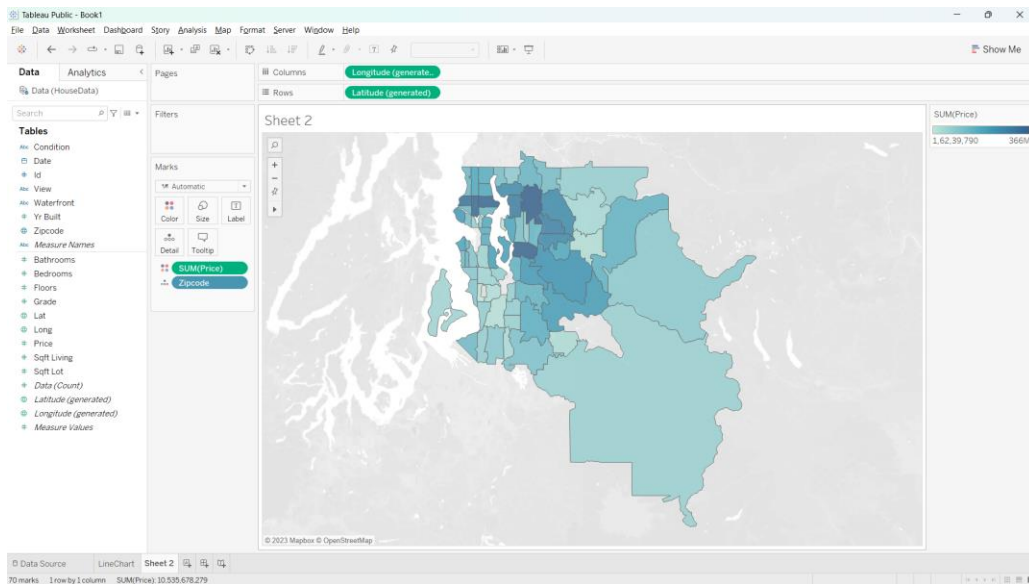 Tableau Public - Book1
File Data Worksheet Dashboard Story Analysis Map Format Server Window Help
Show Me
Data Analytics
Data (HouseData)
Search
Tables
Abc Condition
Date
Id
Abc View
Abc Waterfront
Yr Built
Zipcode
Abc Measure Names
Bathrooms
Bedrooms
Floors
Grade
Lat
Long
Price
Sqft Living
Sqft Lot
Data (Count)
Latitude (generated)
Longitude (generated)
Measure Values
Pages
Filters
Marks
Automatic
Color Size Label
Detail Tooltip
SUM(Price)
Zipcode
Columns Longitude (generate..
Rows Latitude (generated)
Sheet 2
© 2023 Mapbox © OpenStreetMap
SUM(Price)
1,62,39,790 366M
Data Source LineChart Sheet 2
70 marks 1 row by 1 column SUM(Price): 10,535,678,279